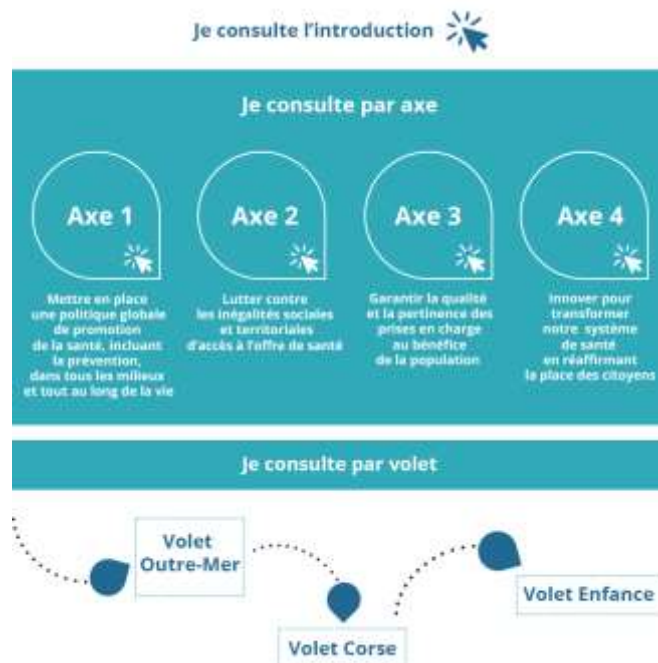 Je consulte l'introduction
Je consulte par axe
Axe 1
Mettre en place
une politique globale
de promotion
de la santé, incluant
la prévention,
dans tous les milieux
et tout au long de la vie
Axe 2
Lutter contre
les inégalités sociales
et territoriales
d'accès à l'offre de santé
Axe 3
Garantir la qualité
et la pertinence des
prises en charge
au bénéfice
de la population
Axe 4
Innover pour
transformer
notre système
de santé
en réaffirmant
la place des citoyens
Je consulte par volet
Volet
Outre-Mer
Volet Enfance
Volet Corse